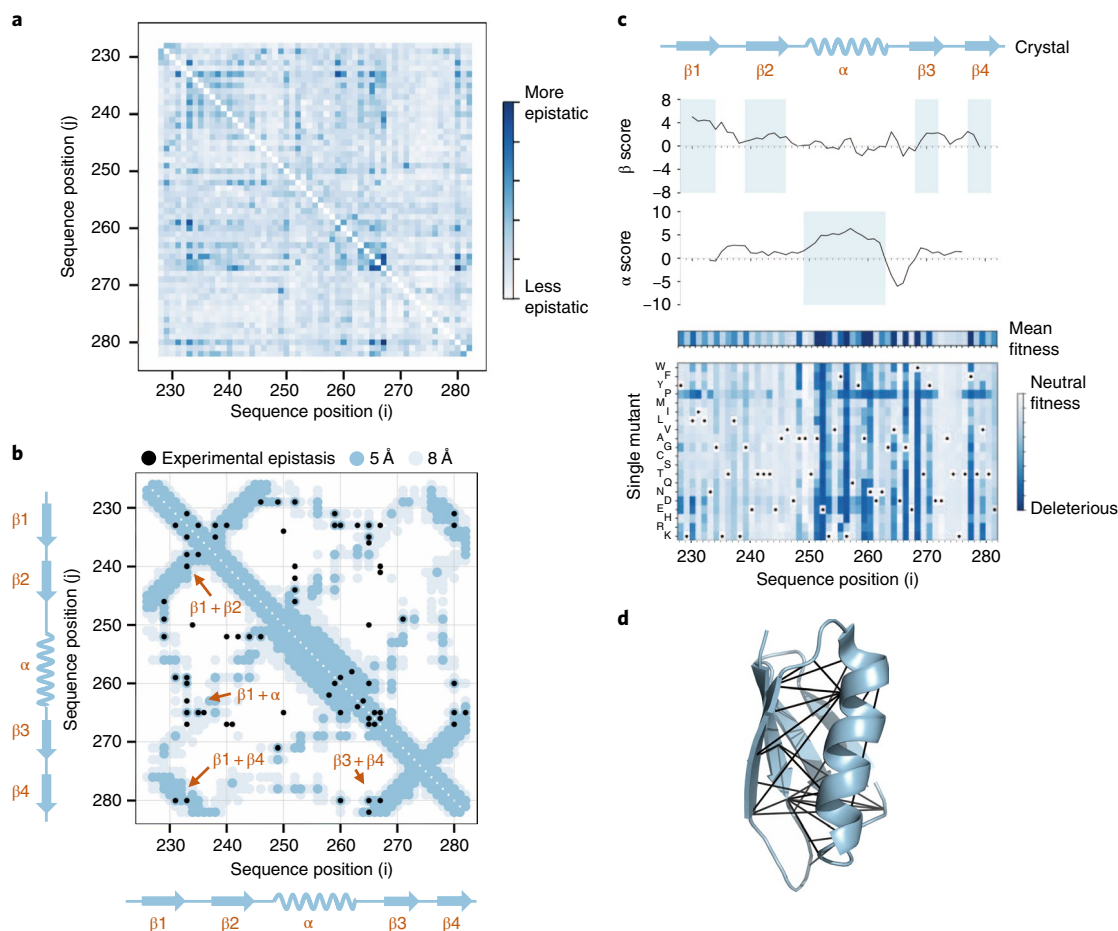 a
230
240
250
260
270
280
Sequence position (j)
230 240 250 260 270 280
Sequence position (i)
More
epistatic
Less
epistatic
b
Experimental epistasis 5 Å 8 Å
β1
β2
α
β3
β4
230
240
250
260
270
280
Sequence position (j)
β1 + β2
β1 + α
β1 + β4
β3 + β4
230 240 250 260 270 280
Sequence position (i)
β1 β2 α β3 β4
c
Crystal
β1 β2 α β3 β4
8
4
0
−4
−8
β score
10
5
0
−5
−10
α score
Mean
fitness
W
F
Y
P
M
I
L
V
A
G
C
S
T
Q
N
D
E
H
R
K
Single mutant
230 240 250 260 270 280
Sequence position (i)
Neutral
fitness
Deleterious
d